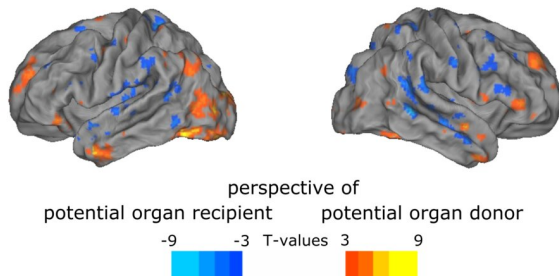 perspective of
potential organ recipient potential organ donor
-9 -3 T-values 3 9